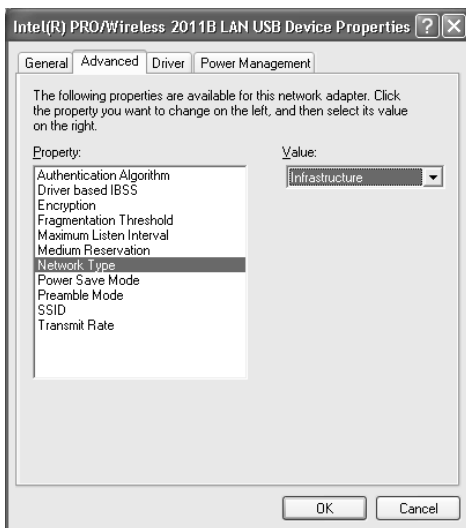 Intel(R) PRO/Wireless 2011B LAN USB Device Properties
General Advanced Driver Power Management
The following properties are available for this network adapter. Click
the property you want to change on the left, and then select its value
on the right.
Property:
Value:
Authentication Algorithm
Driver based IBSS
Encryption
Fragmentation Threshold
Maximum Listen Interval
Medium Reservation
Network Type
Power Save Mode
Preamble Mode
SSID
Transmit Rate
Infrastructure
OK
Cancel